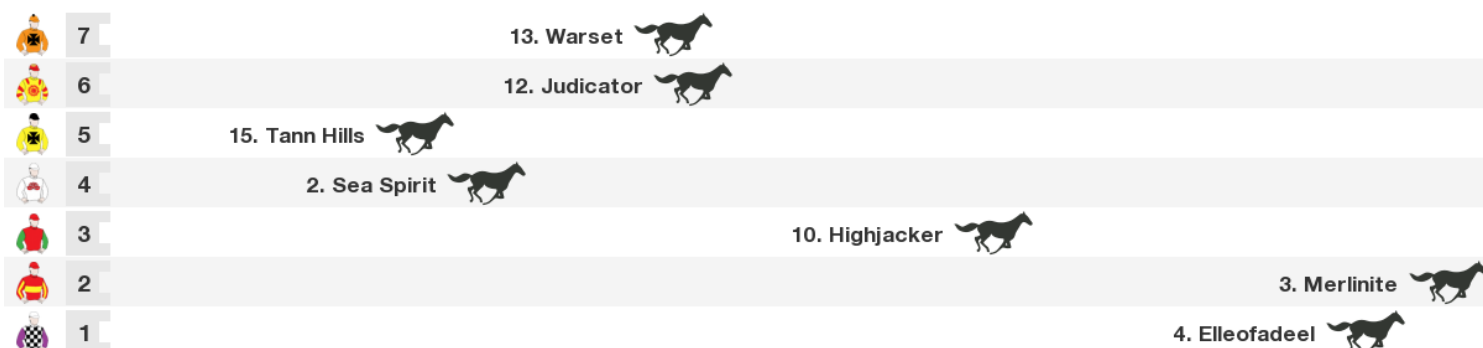 7 13. Warset
6 12. Judicator
5 15. Tann Hills
4 2. Sea Spirit
3 10. Highjacker
2 3. Merlinite
1 4. Elleofadeel